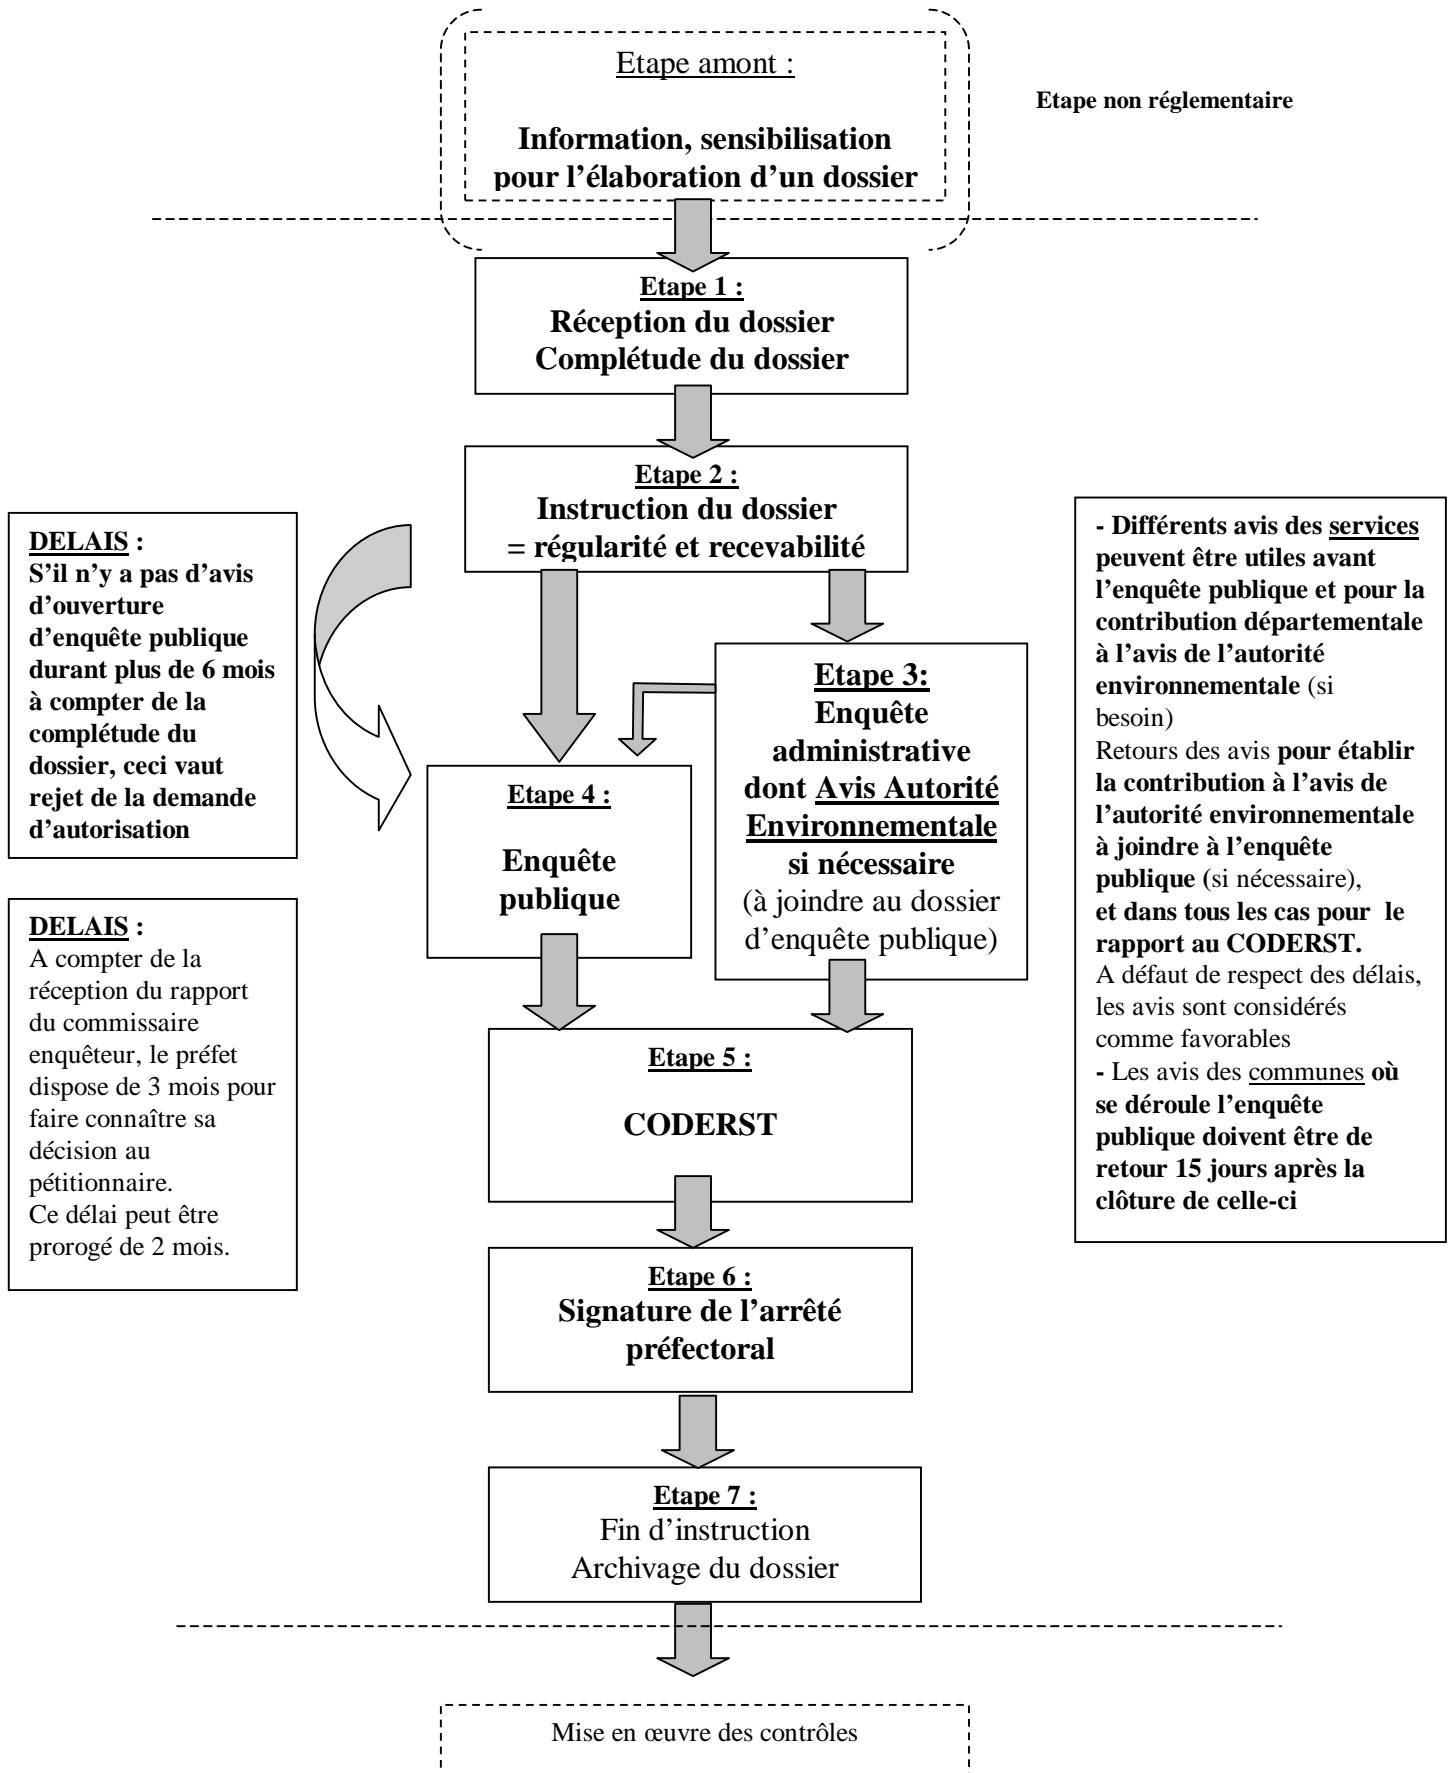 Etape amont :
Etape non réglementaire
Information, sensibilisation
pour l’élaboration d’un dossier
Etape 1 :
Réception du dossier
Complétude du dossier
Etape 2 :
Instruction du dossier
= régularité et recevabilité
DELAIS :
S’il n’y a pas d’avis
d’ouverture
d’enquête publique
durant plus de 6 mois
à compter de la
complétude du
dossier, ceci vaut
rejet de la demande
d’autorisation
DELAIS :
A compter de la
réception du rapport
du commissaire
enquêteur, le préfet
dispose de 3 mois pour
faire connaître sa
décision au
pétitionnaire.
Ce délai peut être
prorogé de 2 mois.
Etape 3:
Enquête
administrative
dont Avis Autorité
Environnementale
si nécessaire
(à joindre au dossier
d’enquête publique)
Etape 4 :
Enquête
publique
- Différents avis des services
peuvent être utiles avant
l’enquête publique et pour la
contribution départementale
à l’avis de l’autorité
environnementale (si
besoin)
Retours des avis pour établir
la contribution à l’avis de
l’autorité environnementale
à joindre à l’enquête
publique (si nécessaire),
et dans tous les cas pour le
rapport au CODERST.
A défaut de respect des délais,
les avis sont considérés
comme favorables
- Les avis des communes où
se déroule l’enquête
publique doivent être de
retour 15 jours après la
clôture de celle-ci
Etape 5 :
CODERST
Etape 6 :
Signature de l’arrêté
préfectoral
Etape 7 :
Fin d’instruction
Archivage du dossier
Mise en œuvre des contrôles